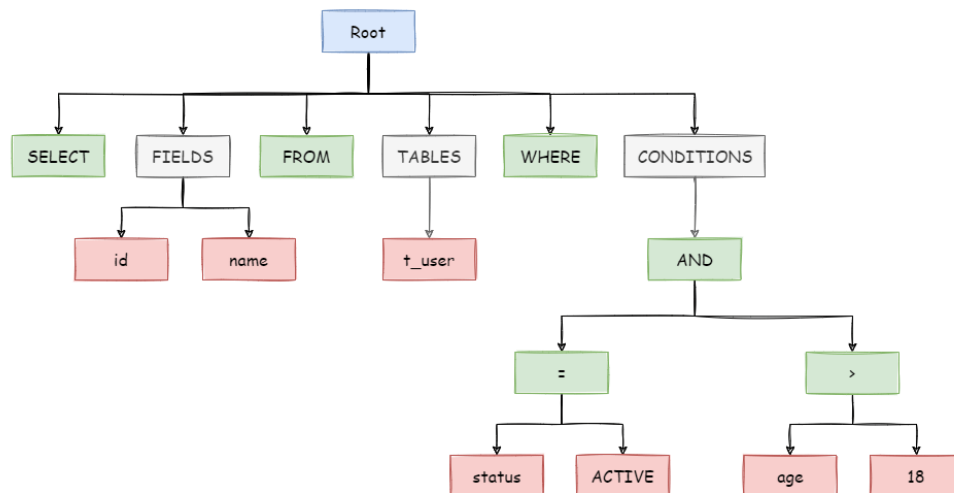 Root
SELECT
FIELDS
FROM
TABLES
WHERE
CONDITIONS
id
name
t_user
AND
=
>
status
ACTIVE
age
18